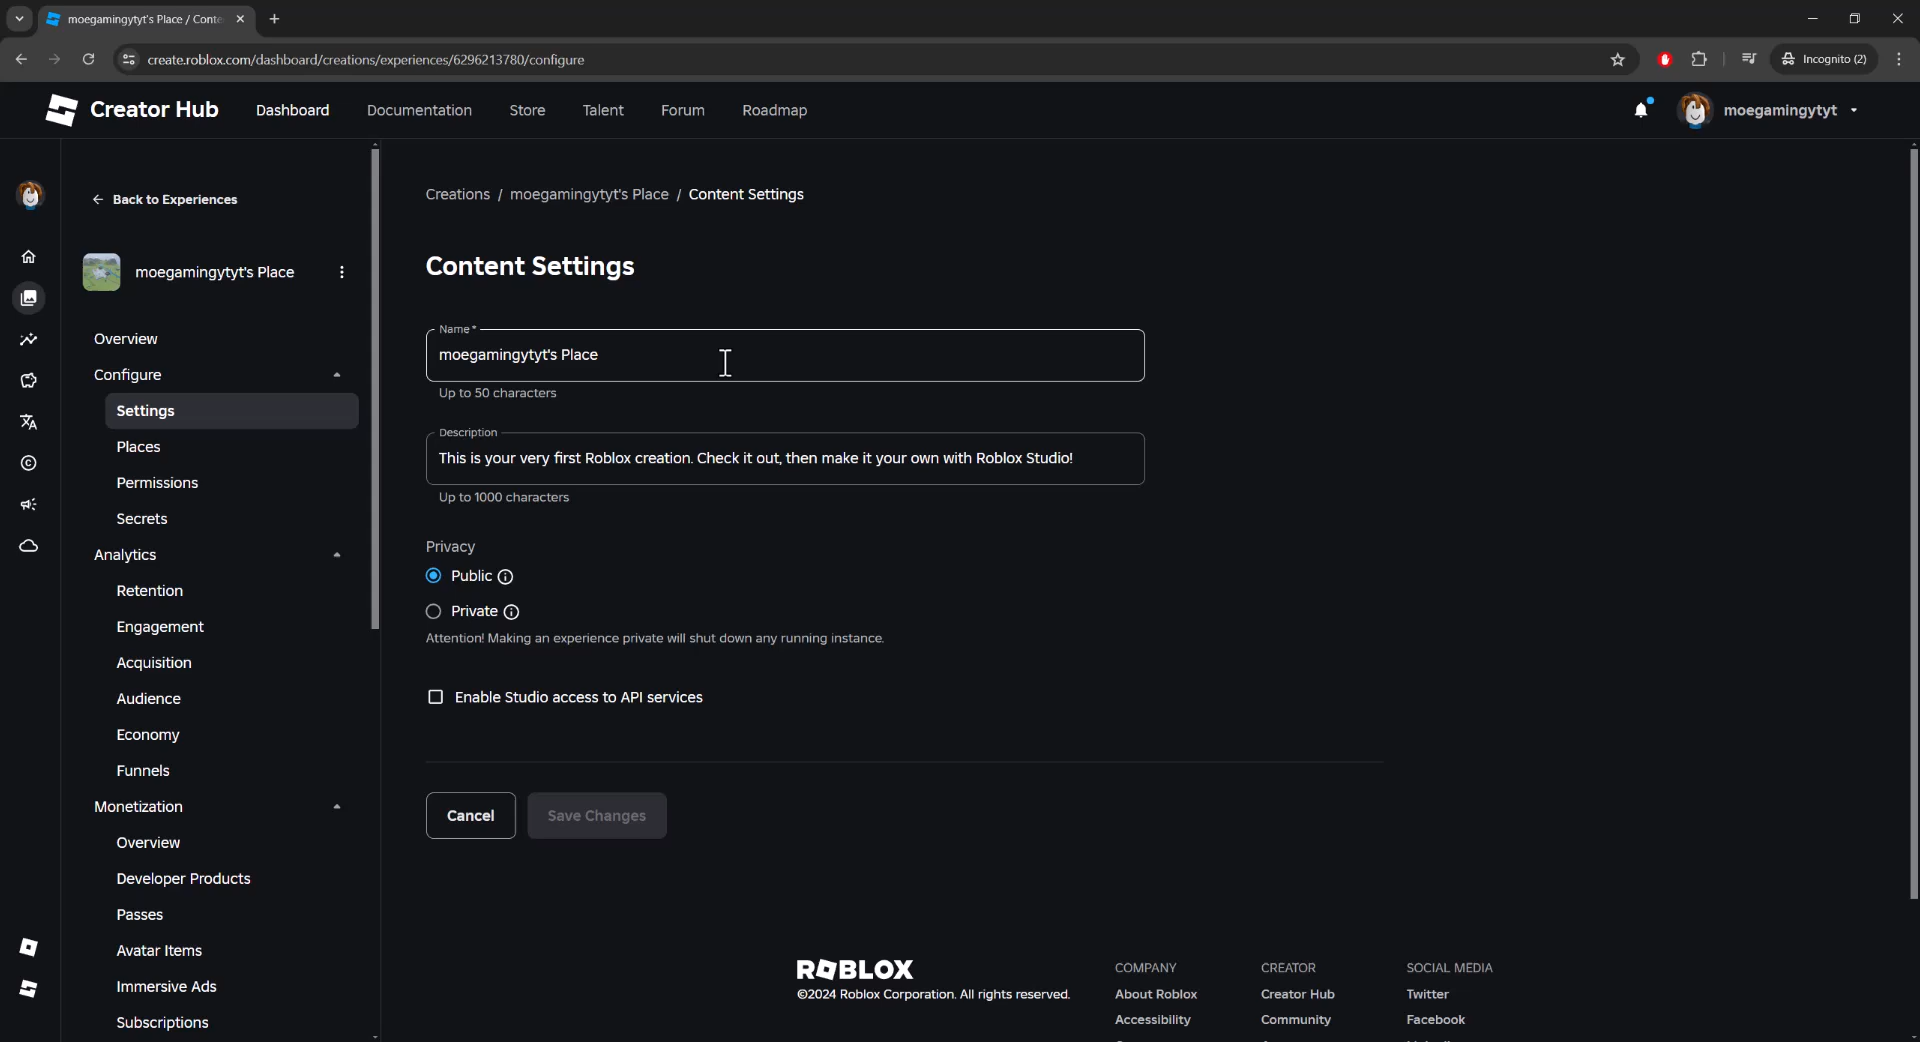 moegamingytyt's Place / Conte
create.roblox.com/dashboard/creations/experiences/6296213780/configure
Incognito (2)
Creator Hub
Dashboard
Documentation
Store
Talent
Forum
Roadmap
moegamingytyt
Back to Experiences
moegamingytyt's Place
Overview
Configure
Settings
Places
Permissions
Secrets
Analytics
Retention
Engagement
Acquisition
Audience
Economy
Funnels
Monetization
Overview
Developer Products
Passes
Avatar Items
Immersive Ads
Subscriptions
Creations / moegamingytyt's Place / Content Settings
Content Settings
Name*
moegamingytyt's Place
Up to 50 characters
Description
This is your very first Roblox creation. Check it out, then make it your own with Roblox Studio!
Up to 1000 characters
Privacy
Public
Private
Attention! Making an experience private will shut down any running instance.
Enable Studio access to API services
Cancel
Save Changes
ROBLOX
©2024 Roblox Corporation. All rights reserved.
COMPANY
About Roblox
Accessibility
CREATOR
Creator Hub
Community
SOCIAL MEDIA
Twitter
Facebook